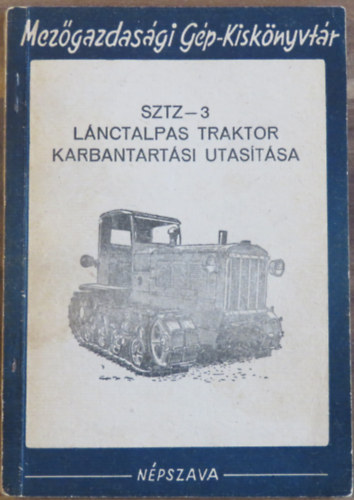 Mezőgazdasági Gép-Kiskönyvtár
SZTZ–3
LÁNCTALPAS TRAKTOR
KARBANTARTÁSI UTASÍTÁSA
NÉPSZAVA